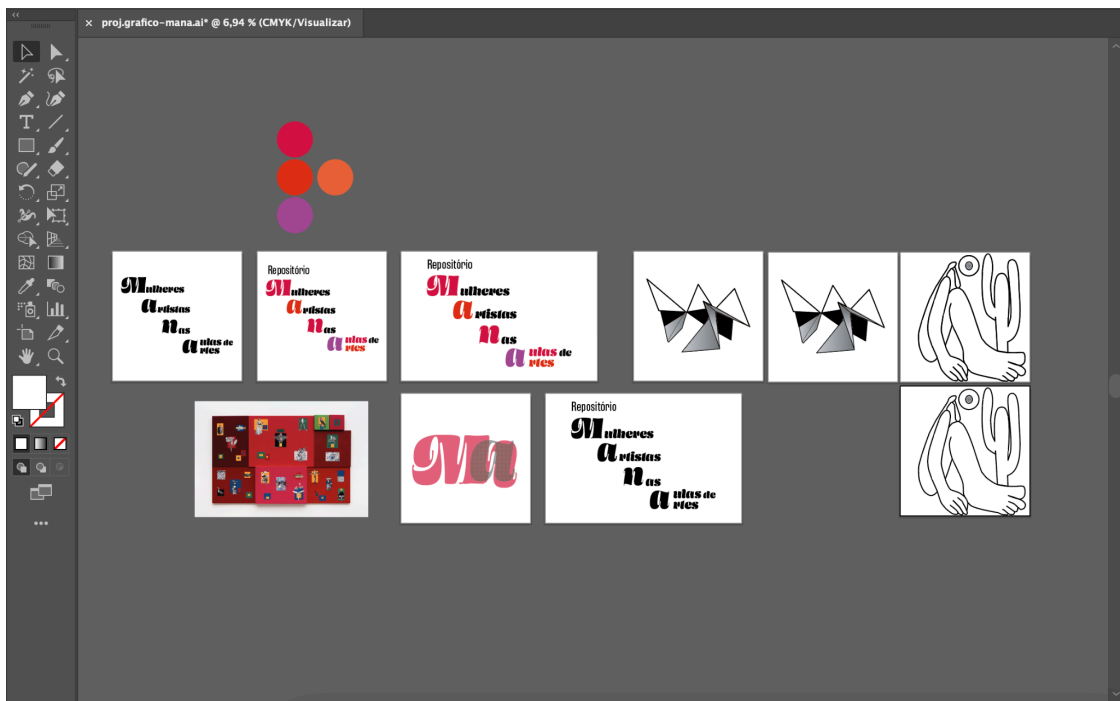 proj.grafico-mana.ai* @ 6,94 % (CMYK/Visualizar)
Mulheres
artistas
nas
aulas de
artes
Repositório
Mulheres
artistas
nas
aulas de
artes
Repositório
Mulheres
artistas
nas
aulas de
artes
Ma
Repositório
Mulheres
artistas
nas
aulas de
artes